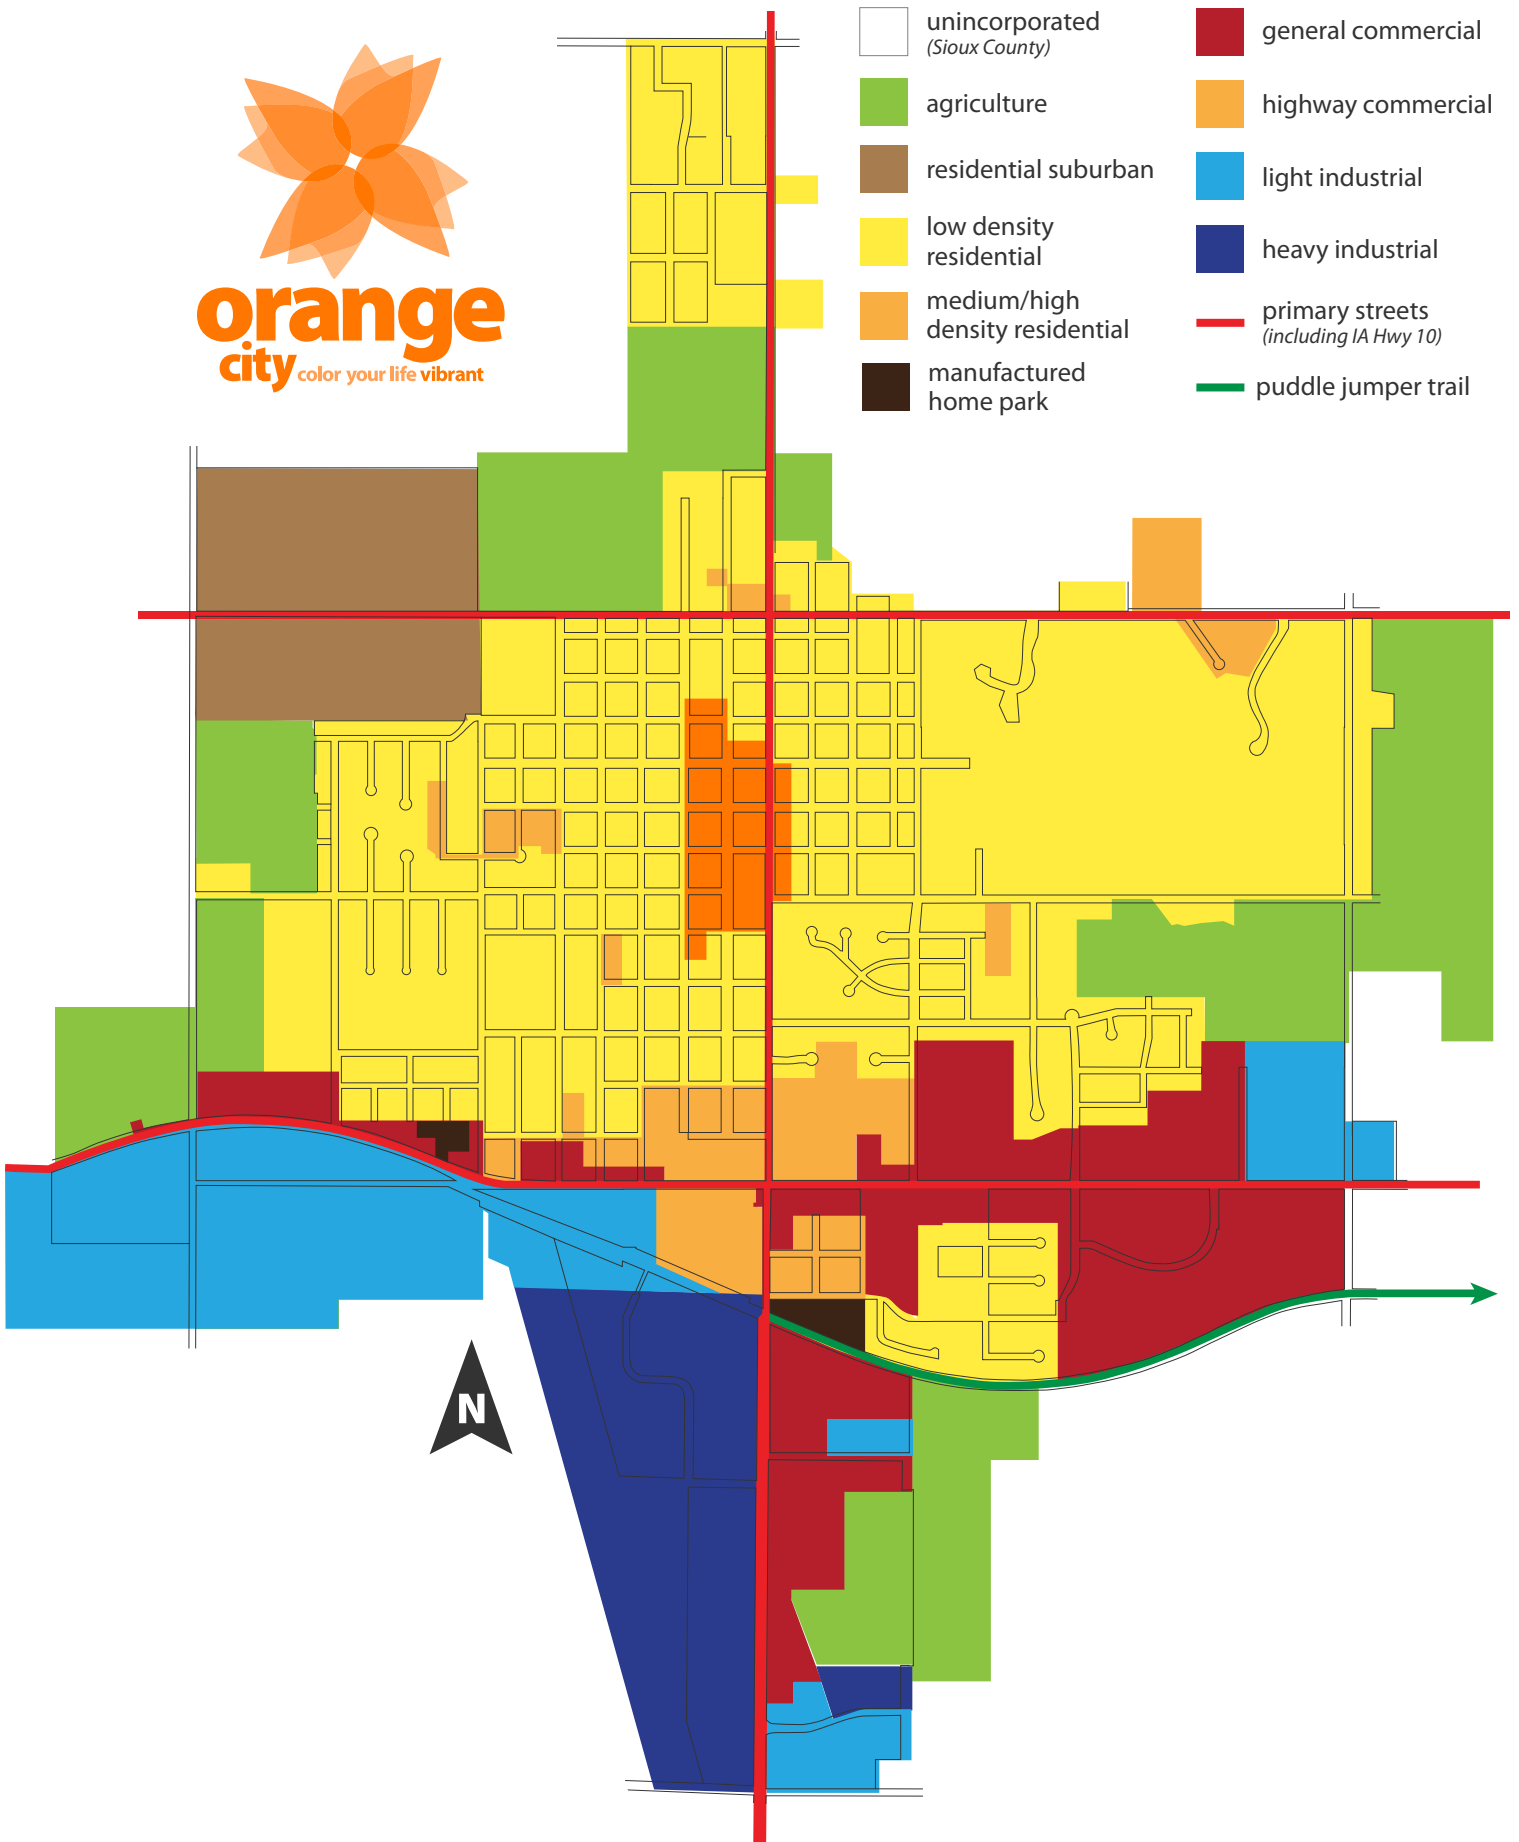 orange
city color your life vibrant
unincorporated
(Sioux County)
agriculture
residential suburban
low density
residential
medium/high
density residential
manufactured
home park
general commercial
highway commercial
light industrial
heavy industrial
primary streets
(including IA Hwy 10)
puddle jumper trail
N